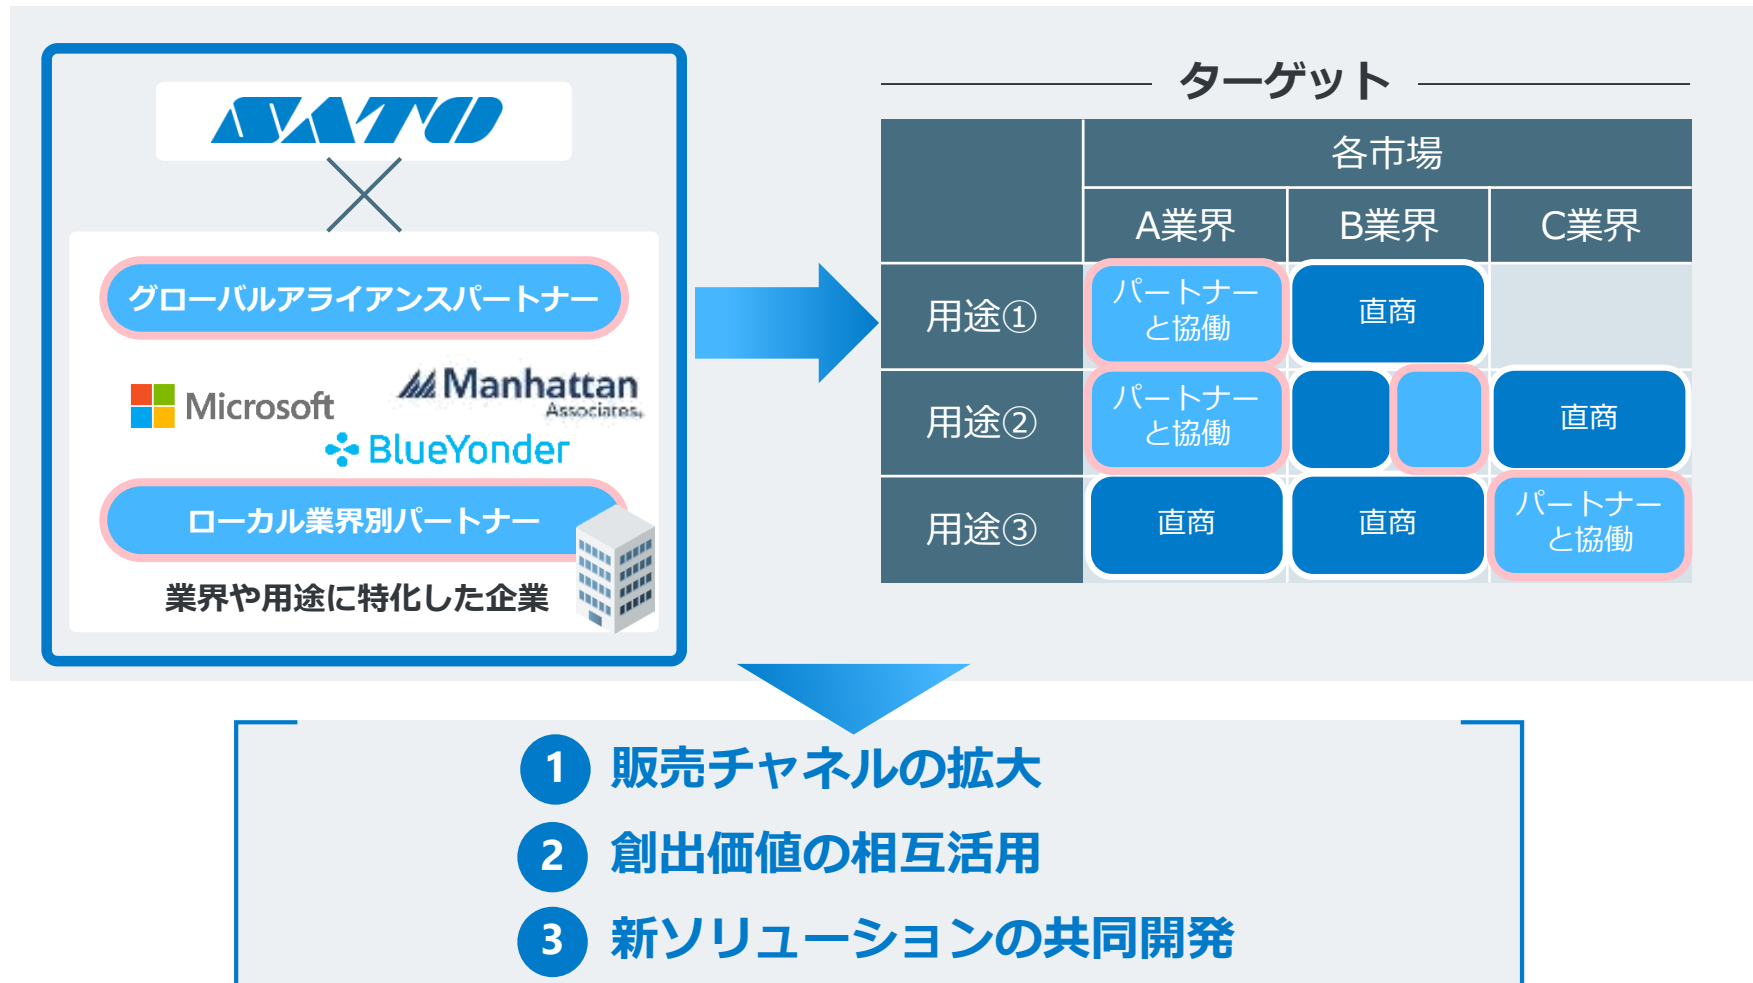 SATO
グローバルアライアンスパートナー
Microsoft
Manhattan
Associates
BlueYonder
ローカル業界別パートナー
業界や用途に特化した企業
ターゲット
各市場
A業界 B業界 C業界
用途①
パートナー
と協働
直商
用途②
パートナー
と協働
直商
用途③
直商
直商
パートナー
と協働
1 販売チャネルの拡大
2 創出価値の相互活用
3 新ソリューションの共同開発